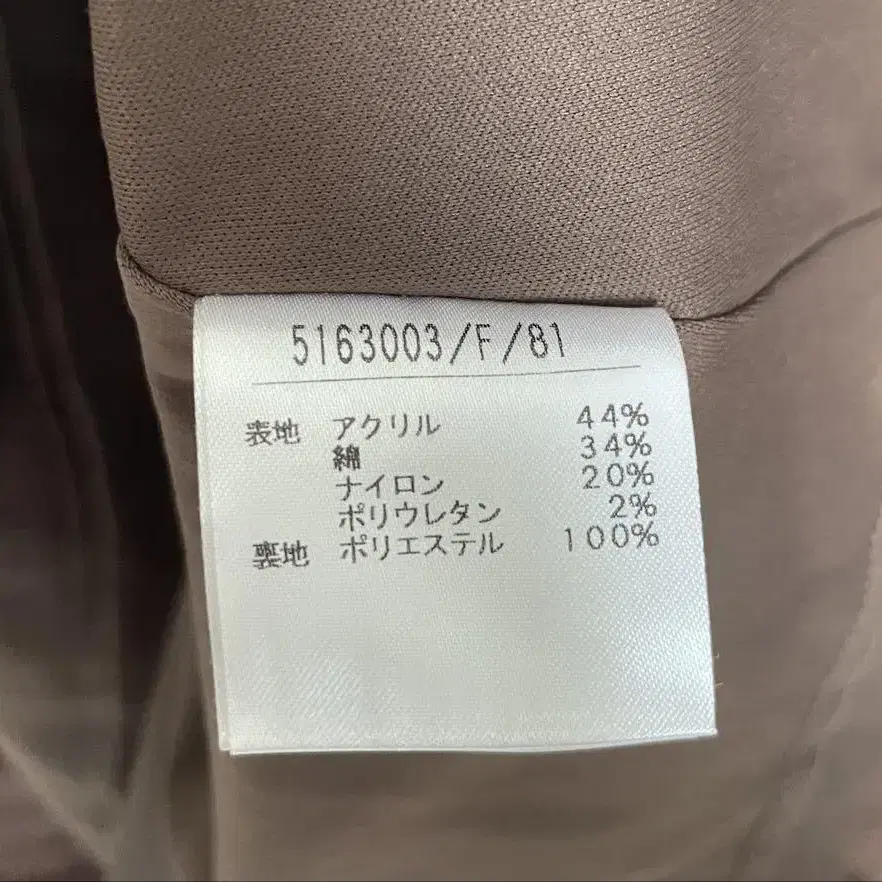 5163003/F/81
表地 アクリル 44%
綿 34%
ナイロン 20%
ポリウレタン 2%
裏地 ポリエステル 100%